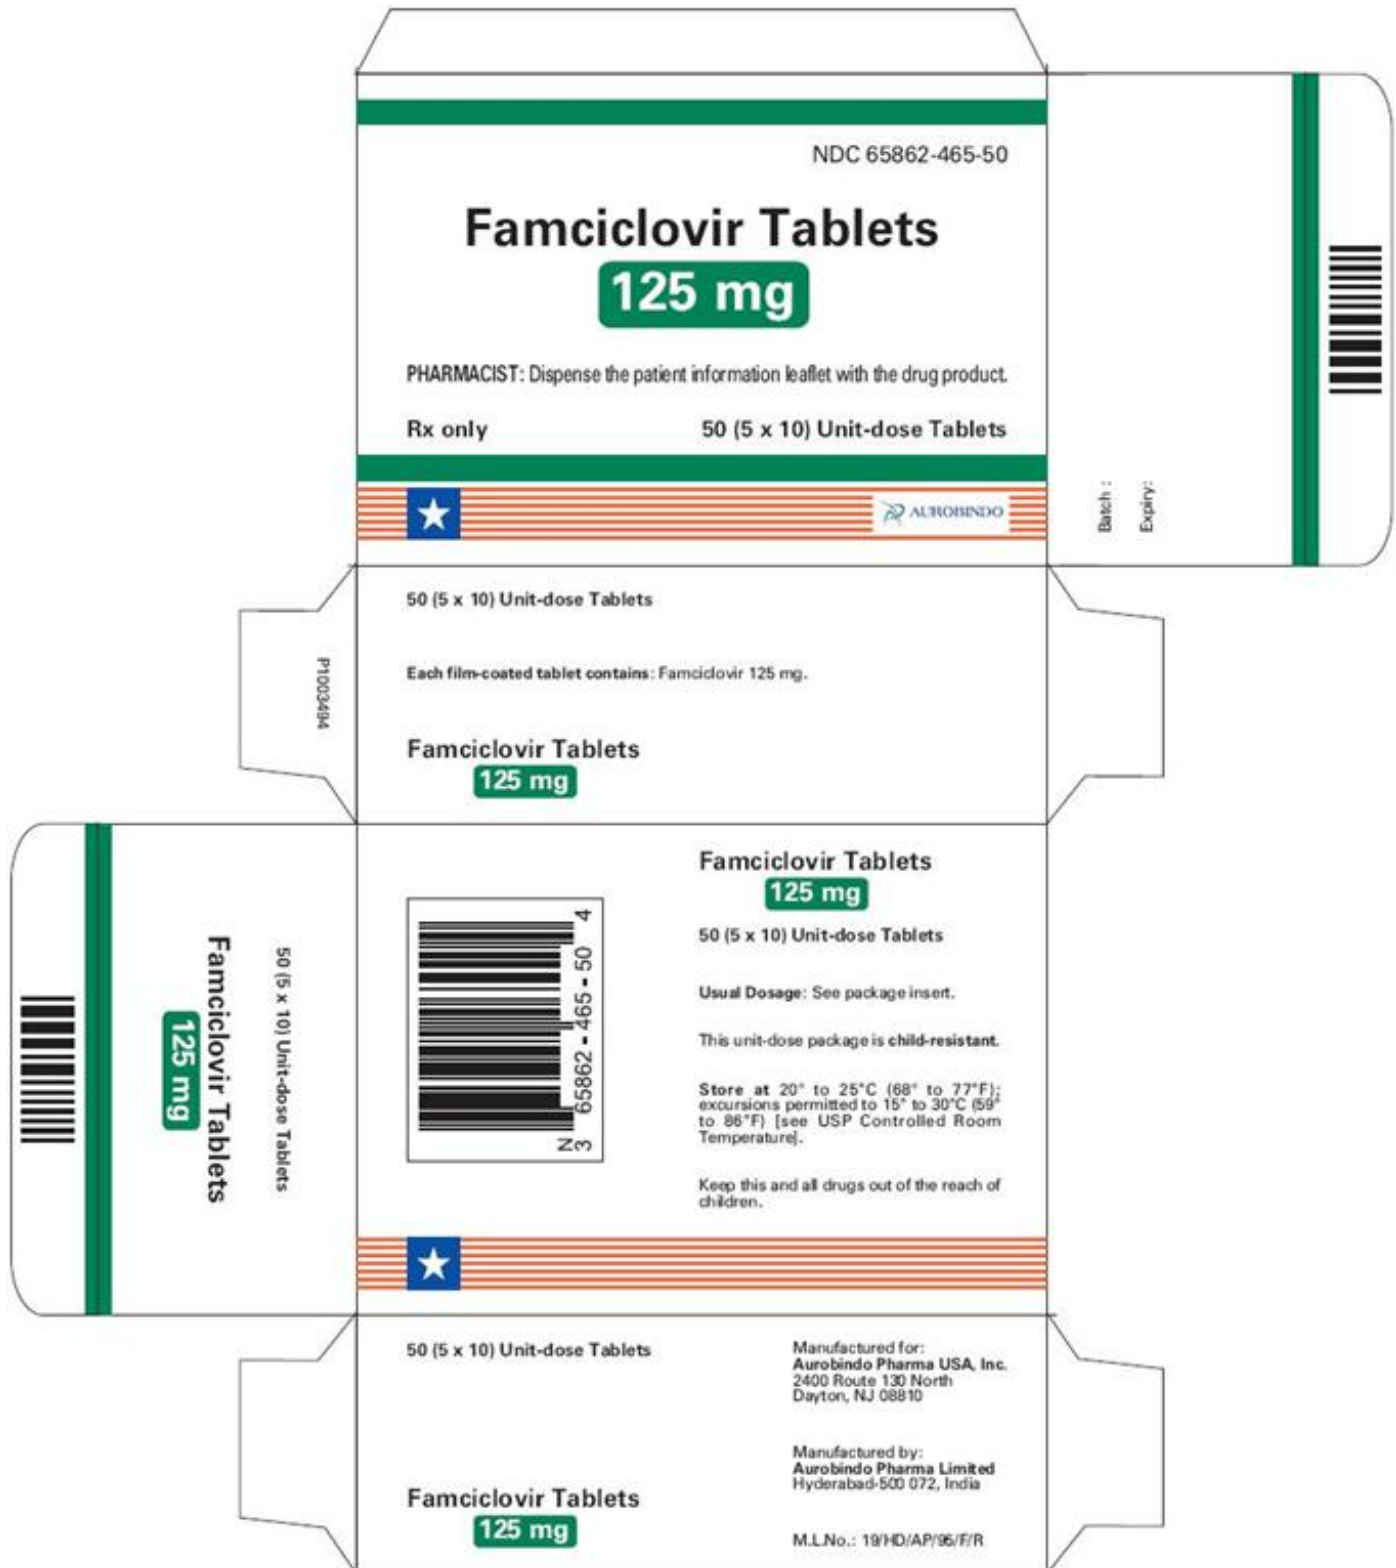 NDC 65862-465-50
Famciclovir Tablets
125 mg
PHARMACIST: Dispense the patient information leaflet with the drug product.
Rx only
50 (5 x 10) Unit-dose Tablets
AUROBINDO
Batch :
Expiry:
50 (5 x 10) Unit-dose Tablets
P1003494
Each film-coated tablet contains: Famciclovir 125 mg.
Famciclovir Tablets
125 mg
50 (5 x 10) Unit-dose Tablets
Famciclovir Tablets
125 mg
N
3 65862-465-50 4
Famciclovir Tablets
125 mg
50 (5 x 10) Unit-dose Tablets
Usual Dosage: See package insert.
This unit-dose package is child-resistant.
Store at 20° to 25°C (68° to 77°F);
excursions permitted to 15° to 30°C (59°
to 86°F) [see USP Controlled Room
Temperature].
Keep this and all drugs out of the reach of
children.
50 (5 x 10) Unit-dose Tablets
Famciclovir Tablets
125 mg
Manufactured for:
Aurobindo Pharma USA, Inc.
2400 Route 130 North
Dayton, NJ 08810
Manufactured by:
Aurobindo Pharma Limited
Hyderabad-500 072, India
M.L.No.: 19/HD/AP/95/F/R